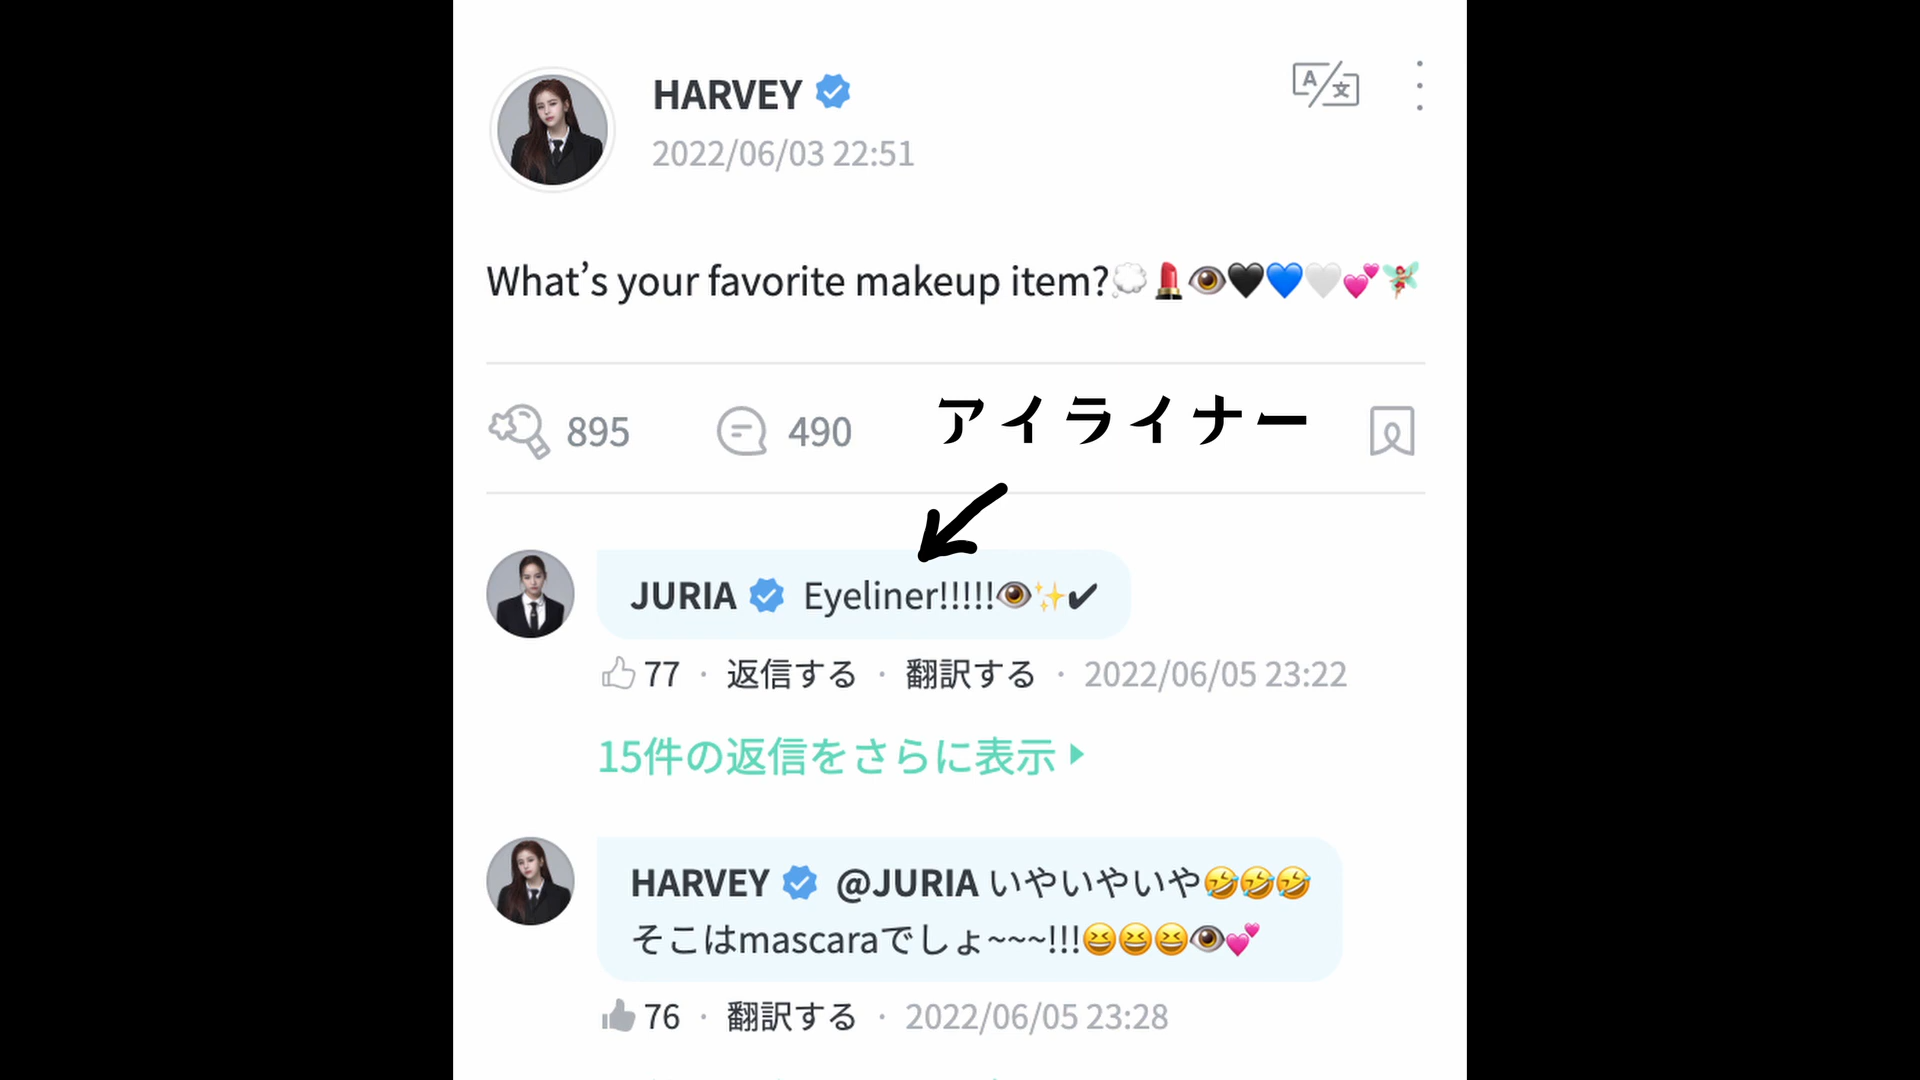 HARVEY
2022/06/03 22:51
What’s your favorite makeup item?💭💄👁🖤💙🤍💕🧚🏻
895 490 アイライナー
JURIA Eyeliner!!!!!👁✨✔
77 · 返信する · 翻訳する · 2022/06/05 23:22
15件の返信をさらに表示
HARVEY @JURIA いやいやいや🤣🤣🤣
そこはmascaraでしょ~~~!!!😆😆😆👁💕
76 · 翻訳する · 2022/06/05 23:28